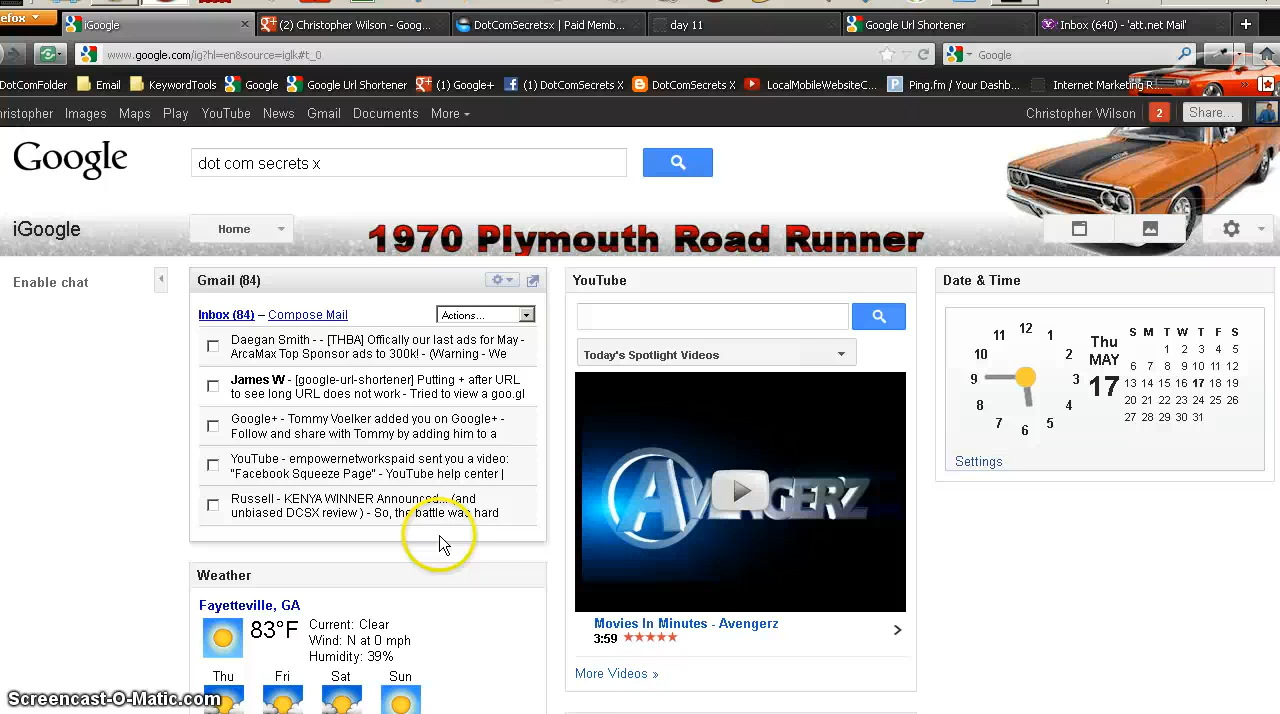 efox
iGoogle
(2) Christopher Wilson - Goog...
DotComSecretsx | Paid Memb...
day 11
Google Url Shortener
Inbox (640) - 'att.net Mail'
www.google.com/ig?hl=en&source=iglk#t_0
Google
DotComFolder
Email
KeywordTools
Google
Google Url Shortener
(1) Google+
(1) DotComSecrets X
DotComSecrets ...
LocalMobileWebsiteC...
Ping.fm / Your Dashb...
Internet Marketing R...
hristopher Images Maps Play YouTube News Gmail Documents More
Christopher Wilson 2 Share...
Google
dot com secrets x
iGoogle
Home
1970 Plymouth Road Runner
Enable chat
Gmail (84)
Inbox (84) – Compose Mail
Actions...
Daegan Smith - - [THBA] Offically our last ads for May -
ArcaMax Top Sponsor ads to 300k! - (Warning - We
James W - [google-url-shortener] Putting + after URL
to see long URL does not work - Tried to view a goo.gl
Google+ - Tommy Voelker added you on Google+ -
Follow and share with Tommy by adding him to a
YouTube - empowernetworkspaid sent you a video:
"Facebook Squeeze Page" - YouTube help center |
Russell - KENYA WINNER Announced... (and
unbiased DCSX review ) - So, the battle was hard
Weather
Fayetteville, GA
83°F
Current: Clear
Wind: N at 0 mph
Humidity: 39%
Thu Fri Sat Sun
YouTube
Today's Spotlight Videos
AVENGERZ
Movies In Minutes - Avengerz
3:59
More Videos »
Date & Time
12
1
2
3
4
5
6
7
8
9
10
11
Thu
MAY
17
S M T W T F S
1 2 3 4 5
6 7 8 9 10 11 12
13 14 15 16 17 18 19
20 21 22 23 24 25 26
27 28 29 30 31
Settings
Screencast-O-Matic.com